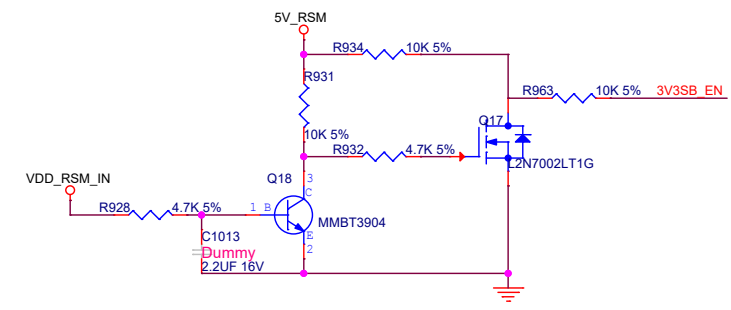 5V_RSM
R934 10K 5%
R931
R963 10K 5% 3V3SB_EN
Q17
10K 5%
R932 4.7K 5%
L2N7002LT1G
VDD_RSM_IN
Q18 3
C
R928 4.7K 5% 1 B
MMBT3904
C1013 E
Dummy 2
2.2UF 16V